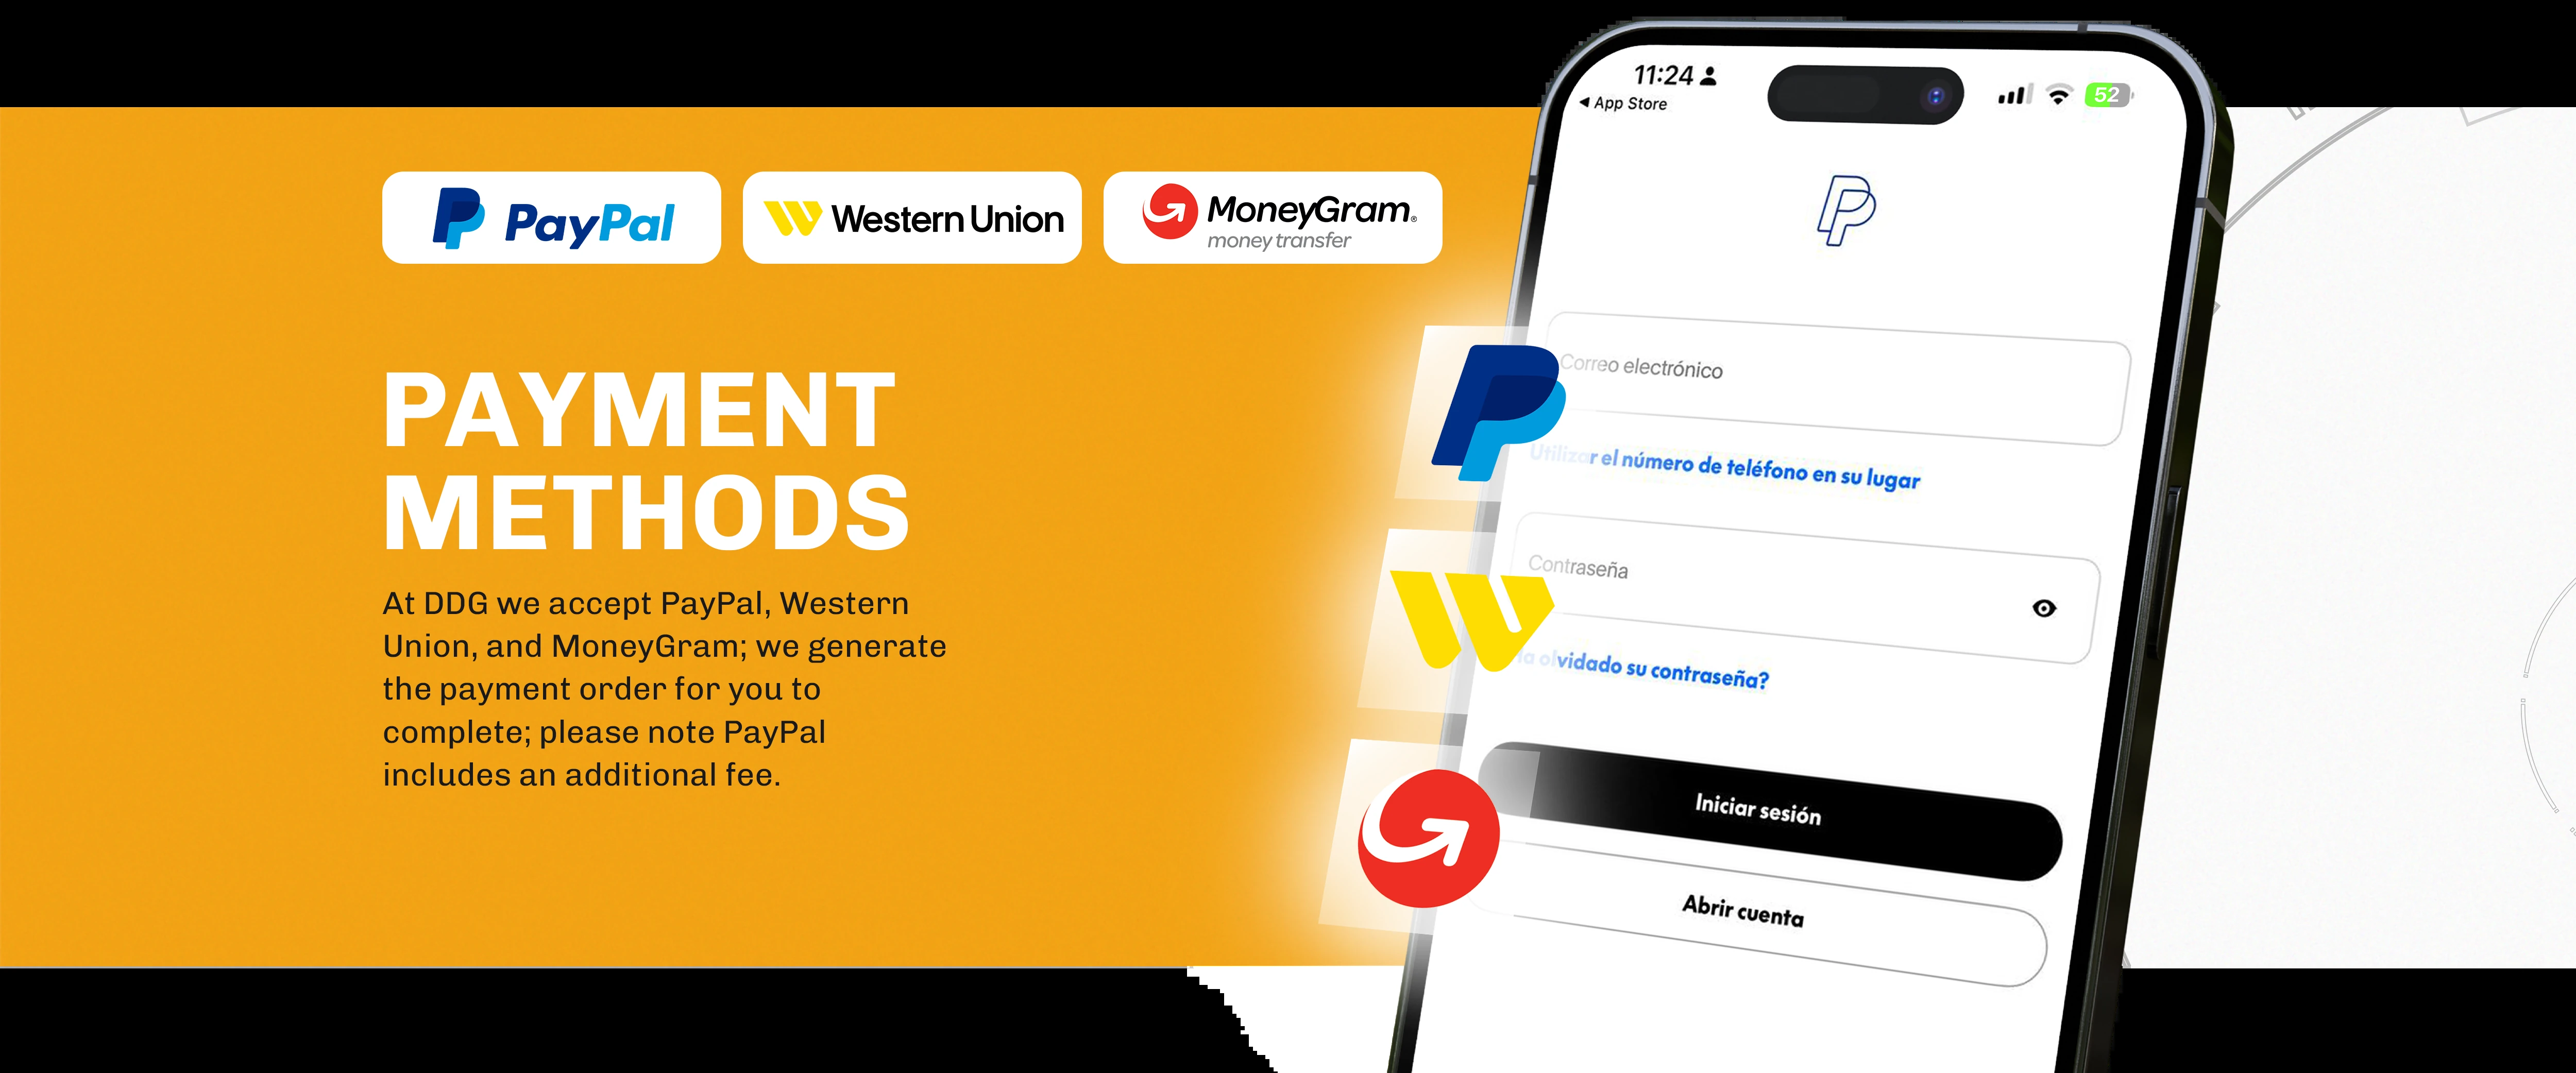 PayPal
Western Union
MoneyGram®
money transfer
PAYMENT
METHODS
At DDG we accept PayPal, Western
Union, and MoneyGram; we generate
the payment order for you to
complete; please note PayPal
includes an additional fee.
11:24
52
◀ App Store
Correo electrónico
Utilizar el número de teléfono en su lugar
Contraseña
olvidado su contraseña?
Iniciar sesión
Abrir cuenta